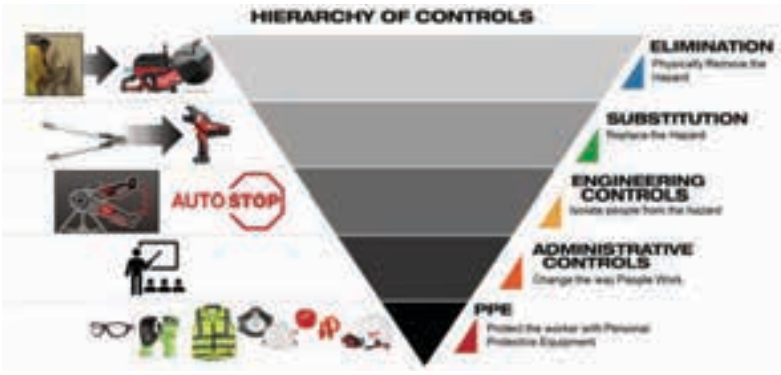 HIERARCHY OF CONTROLS
ELIMINATION
Physically Remove the
Hazard
SUBSTITUTION
Replace the Hazard
AUTO STOP
ENGINEERING
CONTROLS
Isolate people from the hazard
ADMINISTRATIVE
CONTROLS
Change the way People Work
PPE
Protect the worker with Personal
Protective Equipment